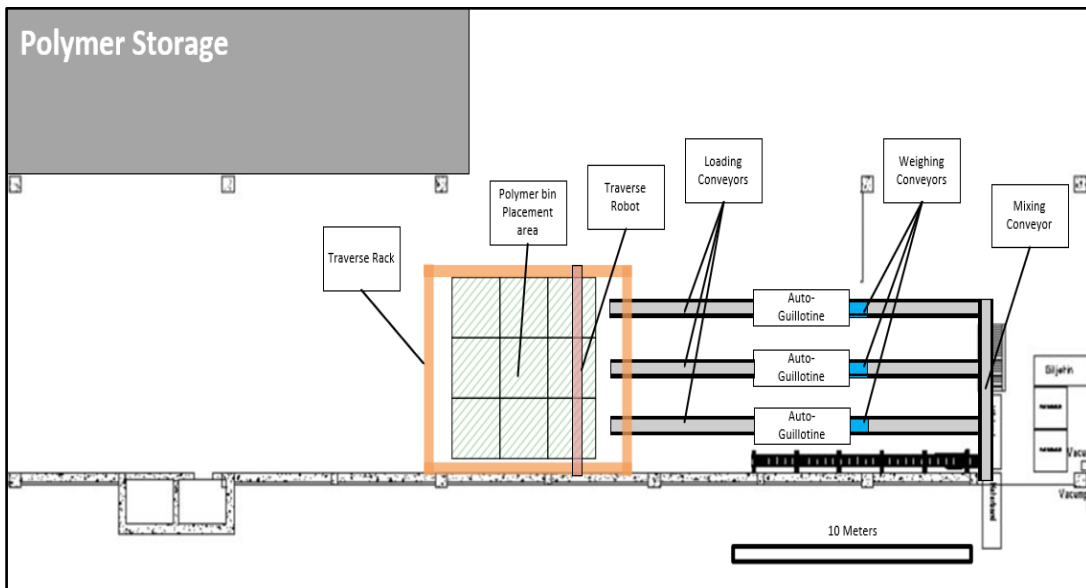 Polymer Storage
Loading
Conveyors
Weighing
Conveyors
Polymer bin
Placement
area
Traverse
Robot
Mixing
Conveyor
Traverse Rack
Auto-
Guillotine
Auto-
Guillotine
Auto-
Guillotine
Giljotin
10 Meters